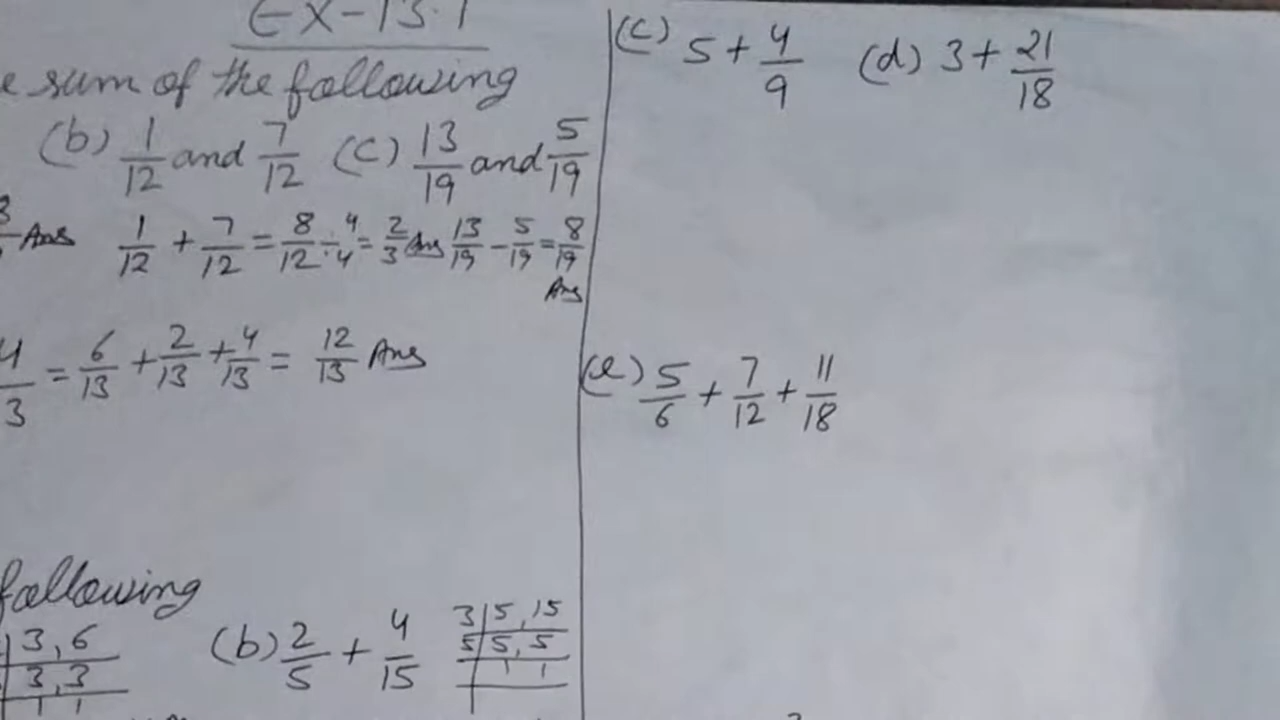 EX-13.1
e sum of the following
(b) 1/12 and 7/12 (c) 13/19 and 5/19
3/ Ans 1/12 + 7/12 = 8/12 ÷ 4/4 = 2/3 Ans 13/19 - 5/19 = 8/19
Ans
4/3 = 6/13 + 2/13 + 4/13 = 12/13 Ans
following
3,6
3,3
1 1
(b) 2/5 + 4/15
3|5,15
5|5,5
1 1
(c) 5 + 4/9 (d) 3 + 21/18
(e) 5/6 + 7/12 + 11/18